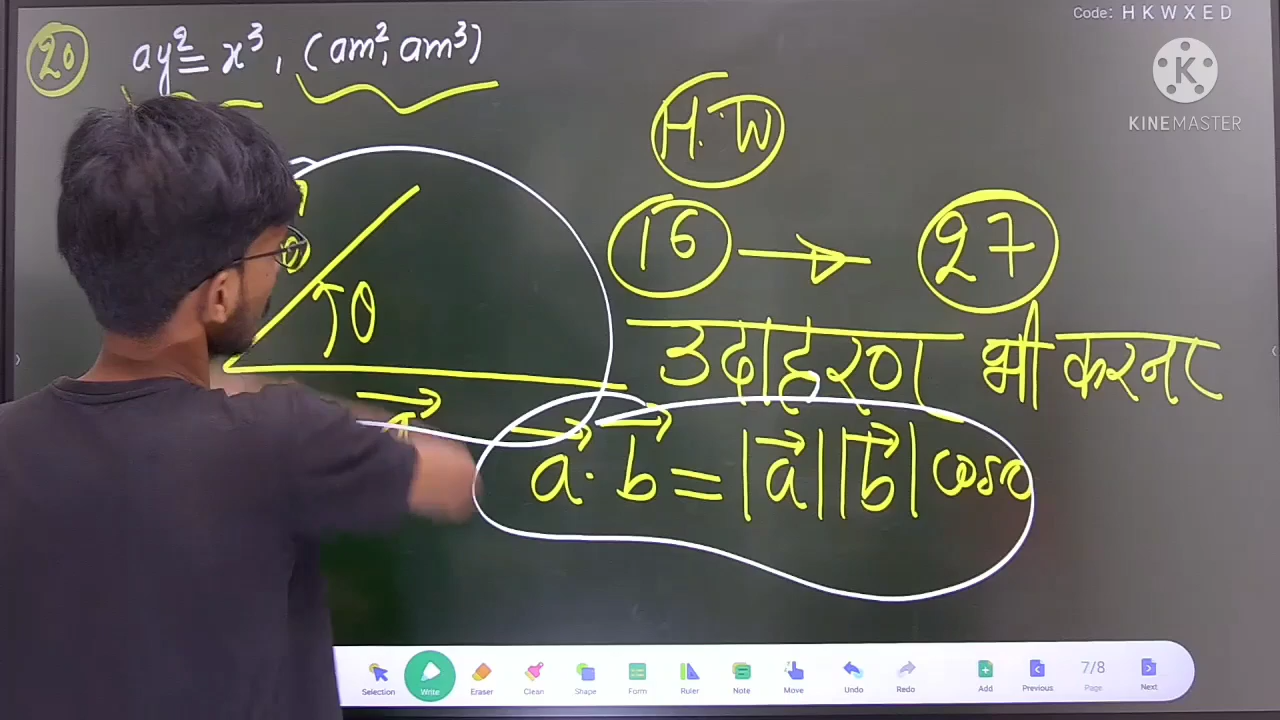 Code: HKWXED
20 ay² = x³, (am², am³)
K
KINEMASTER
H.W
16 → 27
θ
उदाहरण भी करना
a⃗ · b⃗ = |a⃗||b⃗| cosθ
Selection Write Eraser Clean Shape Form Ruler Note Move Undo Redo Add Previous 7/8 Page Next